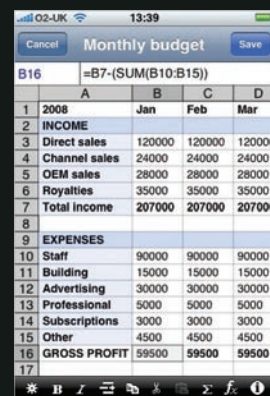 O2-UK 13:39
Cancel Monthly budget Save
B16 =B7-(SUM(B10:B15))
A B C D
1 2008 Jan Feb Mar
2 INCOME
3 Direct sales 120000 120000 12000
4 Channel sales 24000 24000 24000
5 OEM sales 28000 28000 28000
6 Royalties 35000 35000 35000
7 Total income 207000 207000 20700
8
9 EXPENSES
10 Staff 90000 90000 90000
11 Building 15000 15000 15000
12 Advertising 30000 30000 30000
13 Professional 5000 5000 5000
14 Subscriptions 3000 3000 3000
15 Other 4500 4500 4500
16 GROSS PROFIT 59500 59500 59500
17
B I Σ fx